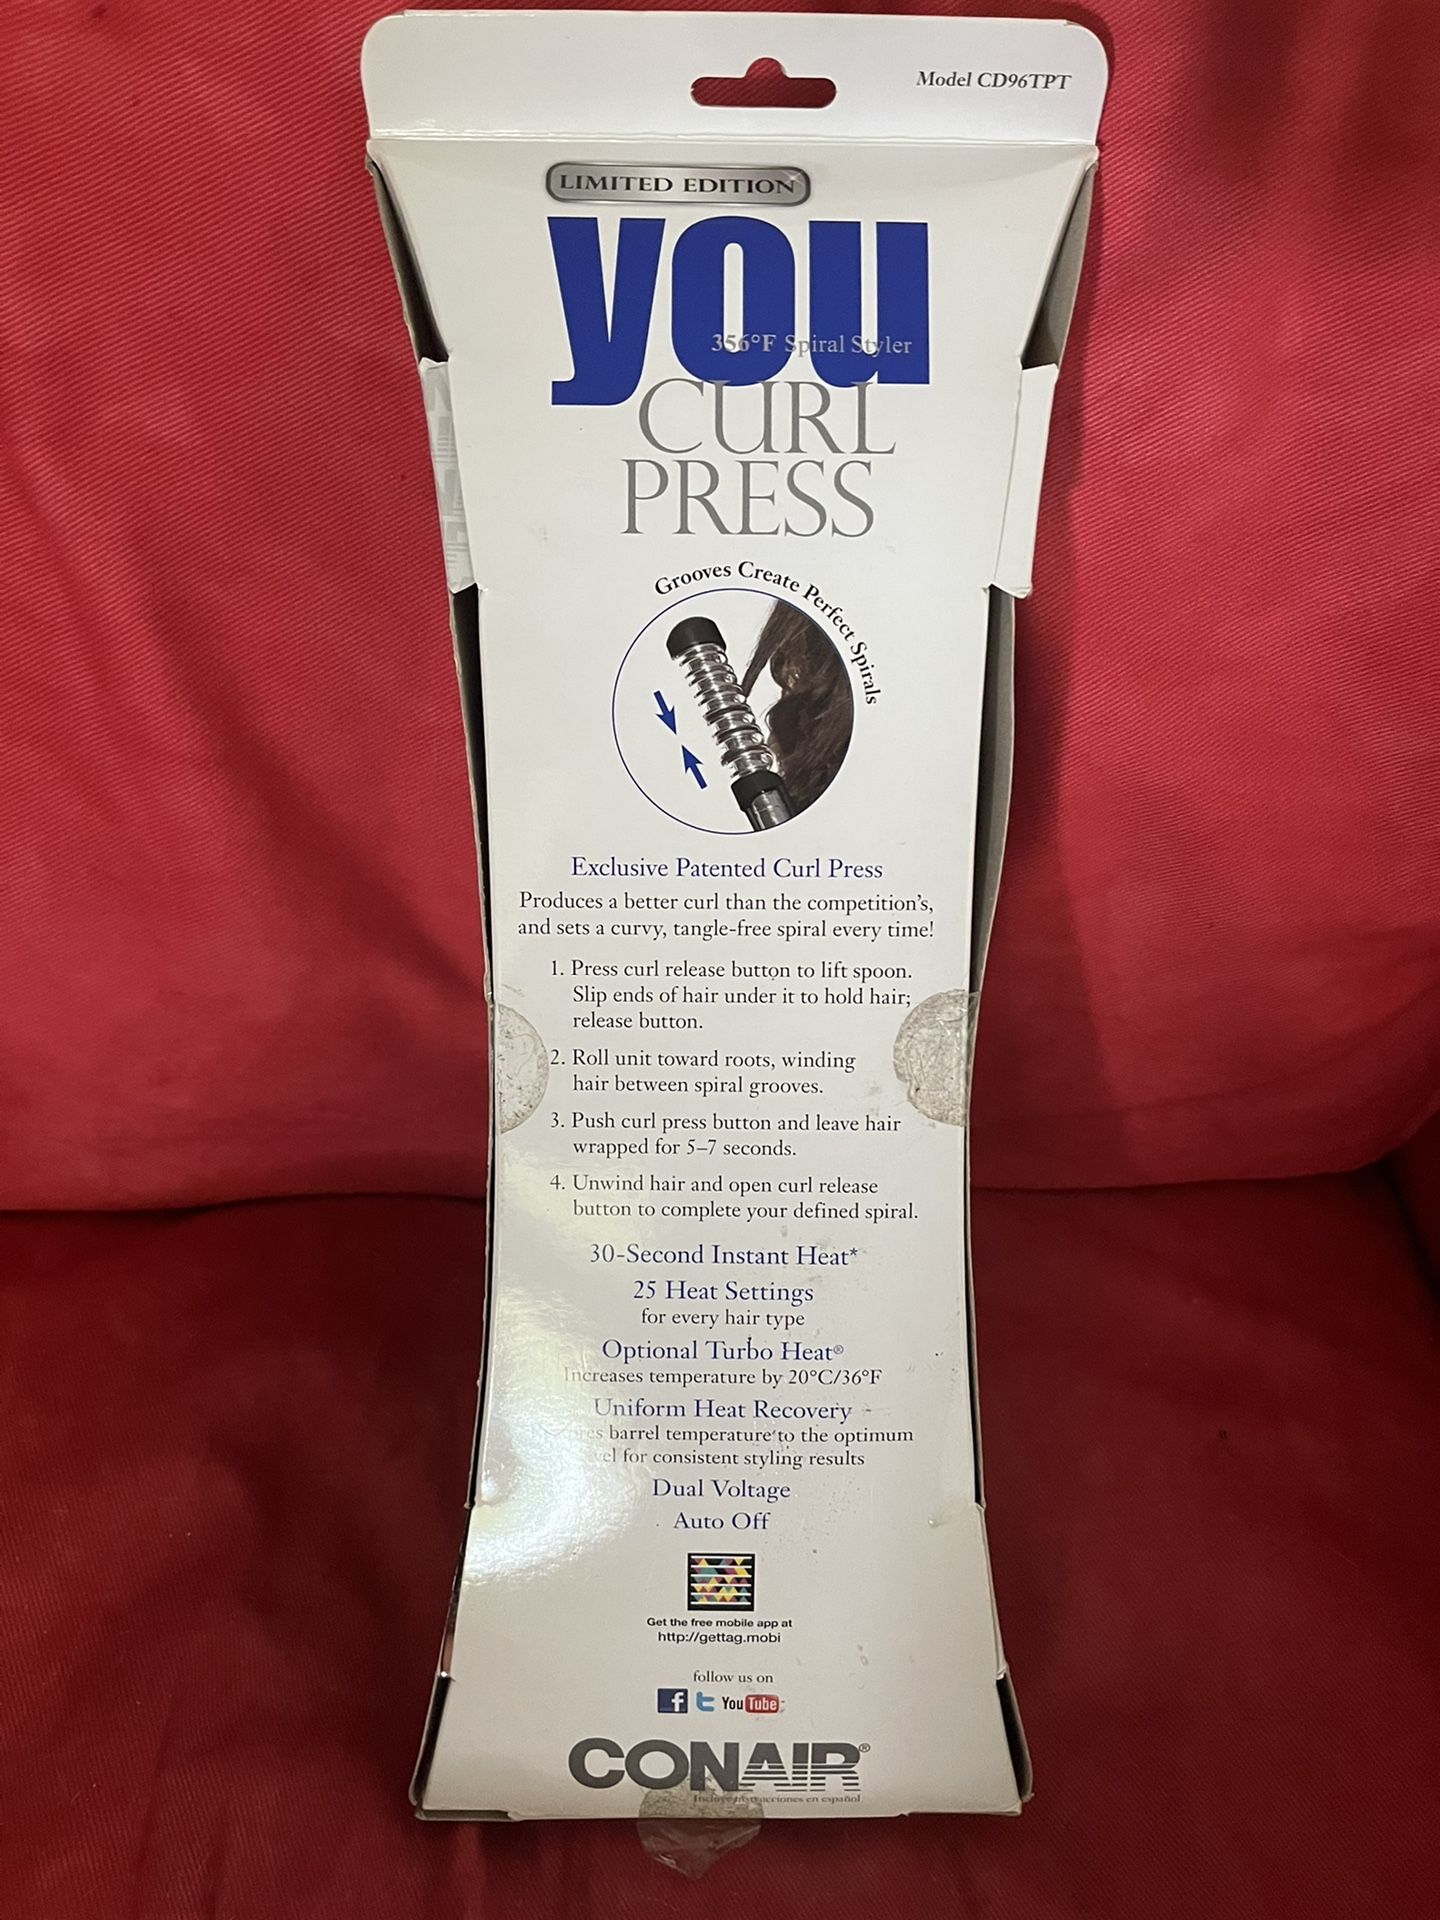 Model CD96TPT
LIMITED EDITION
you
356°F Spiral Styler
CURL
PRESS
Grooves Create Perfect Spirals
Exclusive Patented Curl Press
Produces a better curl than the competition's,
and sets a curvy, tangle-free spiral every time!
1. Press curl release button to lift spoon.
Slip ends of hair under it to hold hair;
release button.
2. Roll unit toward roots, winding
hair between spiral grooves.
3. Push curl press button and leave hair
wrapped for 5–7 seconds.
4. Unwind hair and open curl release
button to complete your defined spiral.
30-Second Instant Heat*
25 Heat Settings
for every hair type
Optional Turbo Heat®
Increases temperature by 20°C/36°F
Uniform Heat Recovery
barrel temperature to the optimum
for consistent styling results
Dual Voltage
Auto Off
Get the free mobile app at
http://gettag.mobi
follow us on
f t YouTube
CONAIR®
Incluye instrucciones en español